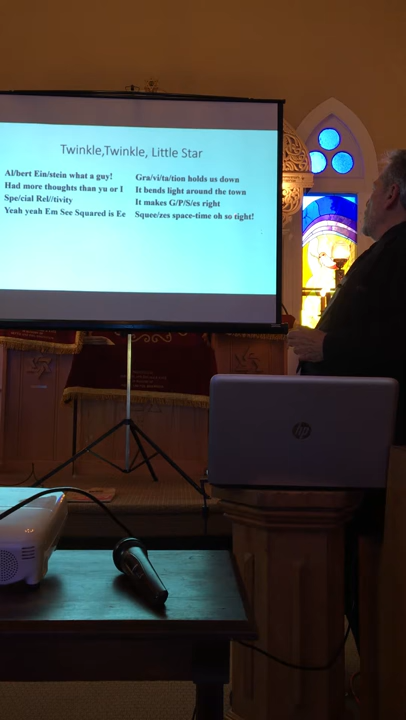 Twinkle,Twinkle, Little Star
Al/bert Ein/stein what a guy!
Had more thoughts than yu or I
Spe/cial Rel//tivity
Yeah yeah Em See Squared is Ee
Gra/vi/ta/tion holds us down
It bends light around the town
It makes G/P/S/es right
Squee/zes space-time oh so tight!
hp